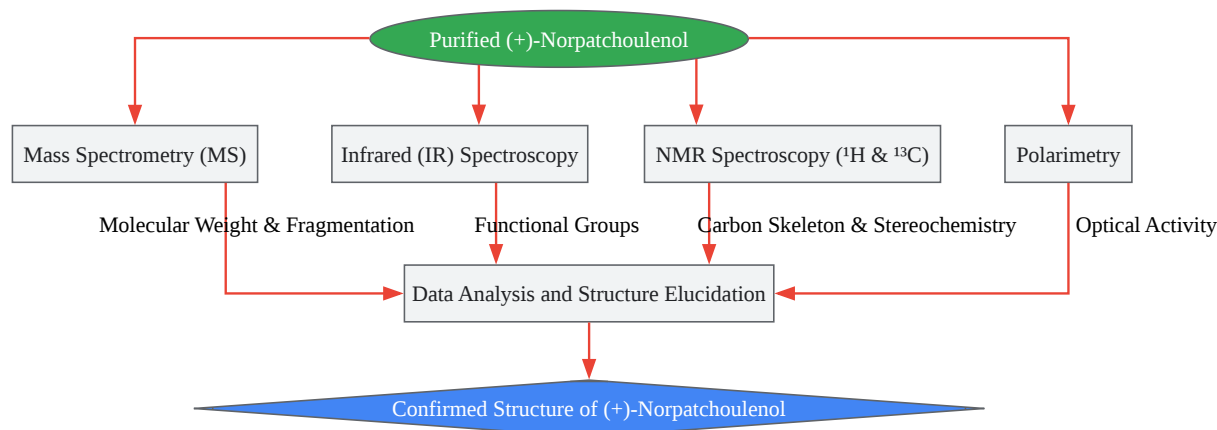 Purified (+)-Norpatchoulenol
Mass Spectrometry (MS)
Infrared (IR) Spectroscopy
NMR Spectroscopy (¹H & ¹³C)
Polarimetry
Molecular Weight & Fragmentation
Functional Groups
Carbon Skeleton & Stereochemistry
Optical Activity
Data Analysis and Structure Elucidation
Confirmed Structure of (+)-Norpatchoulenol